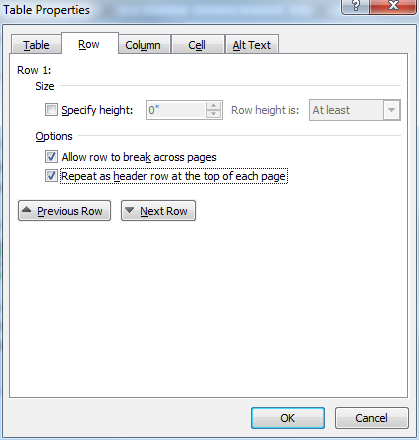 Table Properties
Table Row Column Cell Alt Text
Row 1:
Size
Specify height: 0" Row height is: At least
Options
Allow row to break across pages
Repeat as header row at the top of each page
Previous Row Next Row
OK Cancel